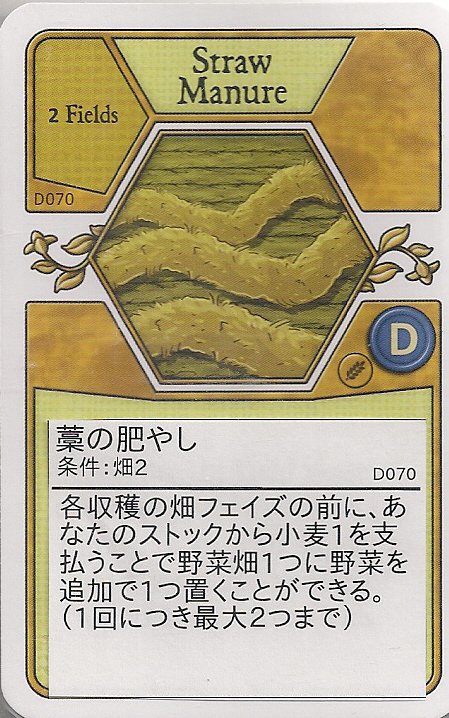 Straw
Manure
2 Fields
D070
D
藁の肥やし
条件：畑2
D070
各収穫の畑フェイズの前に、あ
なたのストックから小麦1を支
払うことで野菜畑1つに野菜を
追加で1つ置くことができる。
（1回につき最大2つまで）